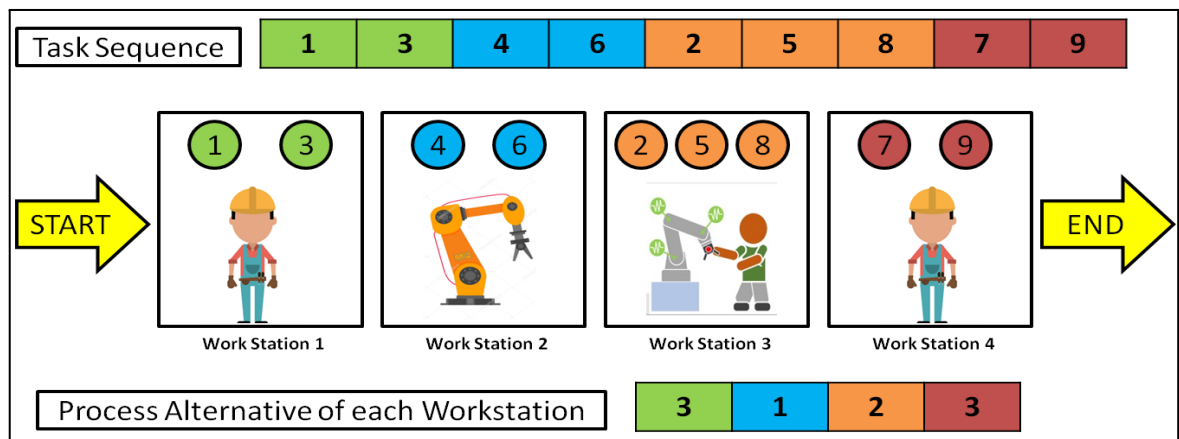 Task Sequence 1 3 4 6 2 5 8 7 9
1 3 4 6 2 5 8 7 9
START END
Work Station 1 Work Station 2 Work Station 3 Work Station 4
Process Alternative of each Workstation 3 1 2 3